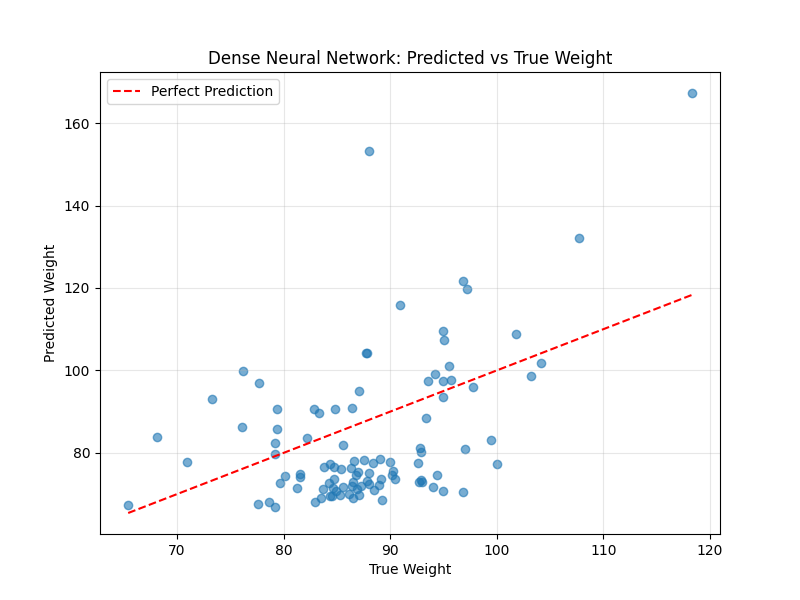 Dense Neural Network: Predicted vs True Weight
Perfect Prediction
160
140
120
100
80
Predicted Weight
70 80 90 100 110 120
True Weight